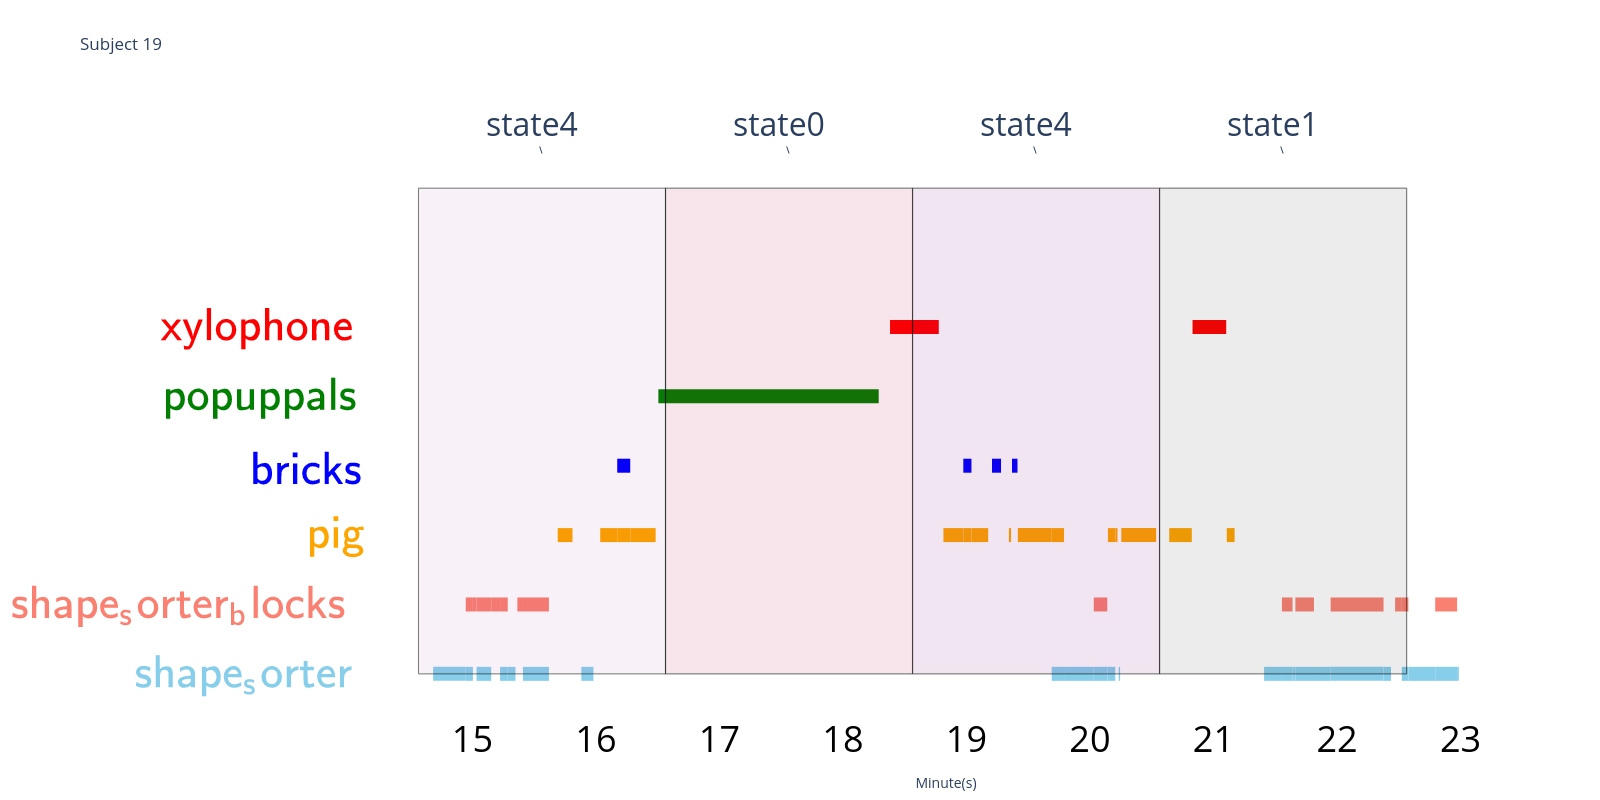 Subject 19
state4 state0 state4 state1
xylophone
popuppals
bricks
pig
shapesorterblocks
shapesorter
15 16 17 18 19 20 21 22 23
Minute(s)